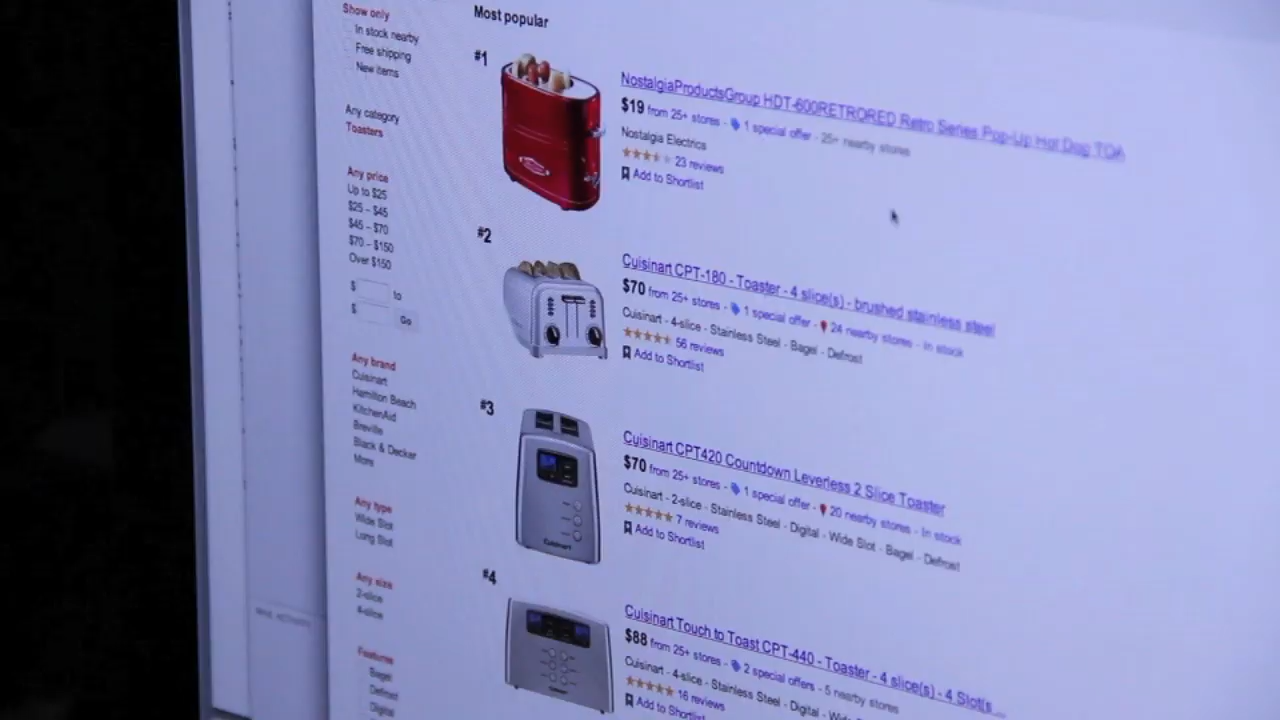 Show only
In stock nearby
Free shipping
New items
Any category
Toasters
Any price
Up to $25
$25 – $45
$45 – $70
$70 – $150
Over $150
$ to
$ Go
Any brand
Cuisinart
Hamilton Beach
KitchenAid
Breville
Black & Decker
More
Any type
Wide Slot
Long Slot
Any size
2-slice
4-slice
Features
Bagel
Defrost
Digital
Most popular
#1
NostalgiaProductsGroup HDT-600RETRORED Retro Series Pop-Up Hot Dog TOA
$19 from 25+ stores - 1 special offer - 25+ nearby stores
Nostalgia Electrics
23 reviews
Add to Shortlist
#2
Cuisinart CPT-180 - Toaster - 4 slice(s) - brushed stainless steel
$70 from 25+ stores - 1 special offer - 24 nearby stores - In stock
Cuisinart - 4-slice - Stainless Steel - Bagel - Defrost
56 reviews
Add to Shortlist
#3
Cuisinart CPT420 Countdown Leverless 2 Slice Toaster
$70 from 25+ stores - 1 special offer - 20 nearby stores - In stock
Cuisinart - 2-slice - Stainless Steel - Digital - Wide Slot - Bagel - Defrost
7 reviews
Add to Shortlist
Cuisinart
#4
Cuisinart Touch to Toast CPT-440 - Toaster - 4 slice(s) - 4 Slot(s ...
$88 from 25+ stores - 2 special offers - 5 nearby stores
Cuisinart - 4-slice - Stainless Steel - Digital - Wide
16 reviews
Add to Shortlist